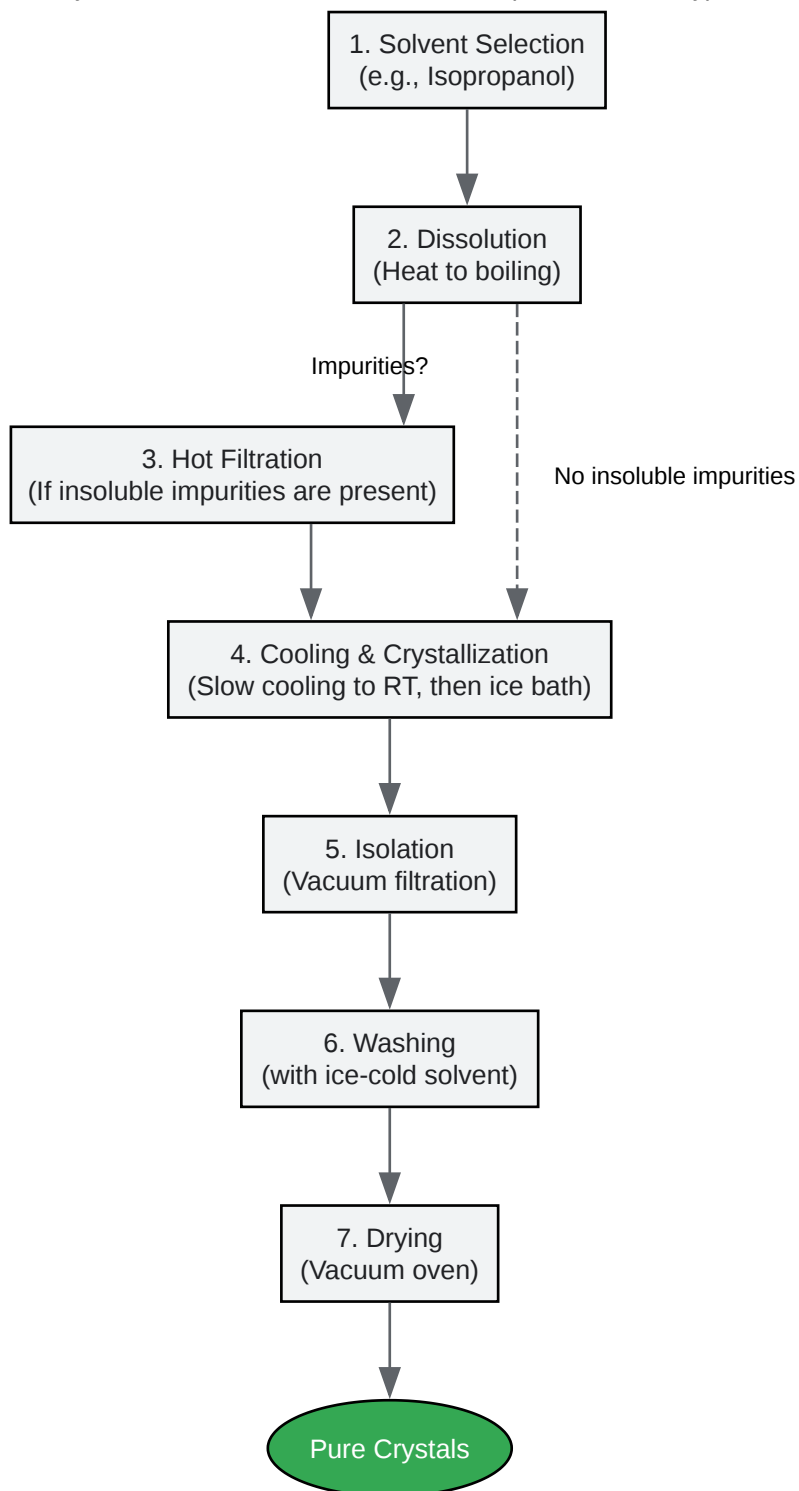 1. Solvent Selection
(e.g., Isopropanol)
2. Dissolution
(Heat to boiling)
Impurities?
3. Hot Filtration
(If insoluble impurities are present)
No insoluble impurities
4. Cooling & Crystallization
(Slow cooling to RT, then ice bath)
5. Isolation
(Vacuum filtration)
6. Washing
(with ice-cold solvent)
7. Drying
(Vacuum oven)
Pure Crystals